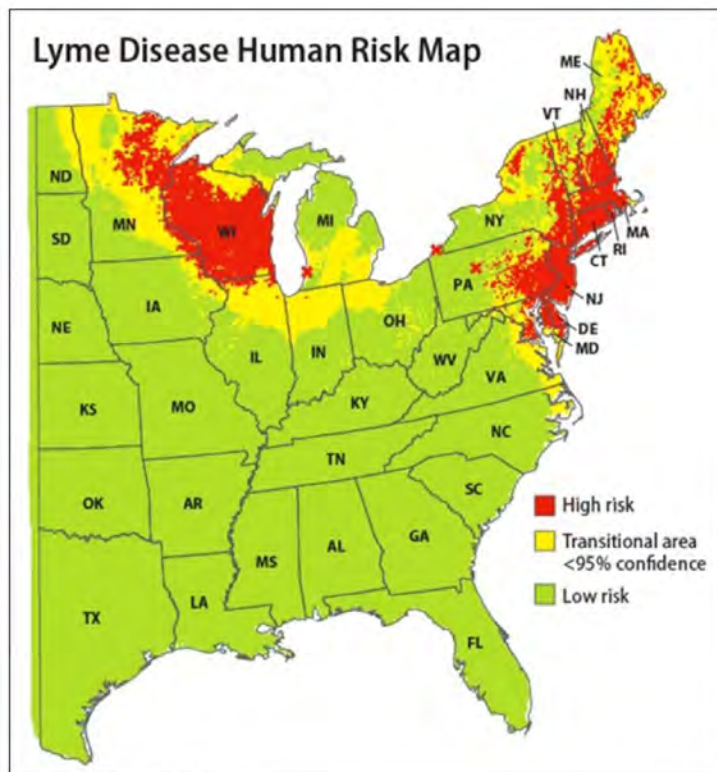 Lyme Disease Human Risk Map
ME
NH
VT
ND
MN
WI
MI
NY
MA
RI
CT
SD
PA
NJ
IA
NE
OH
DE
MD
IL
IN
WV
VA
KS
MO
KY
NC
TN
OK
AR
SC
MS
AL
GA
LA
TX
FL
High risk
Transitional area
<95% confidence
Low risk